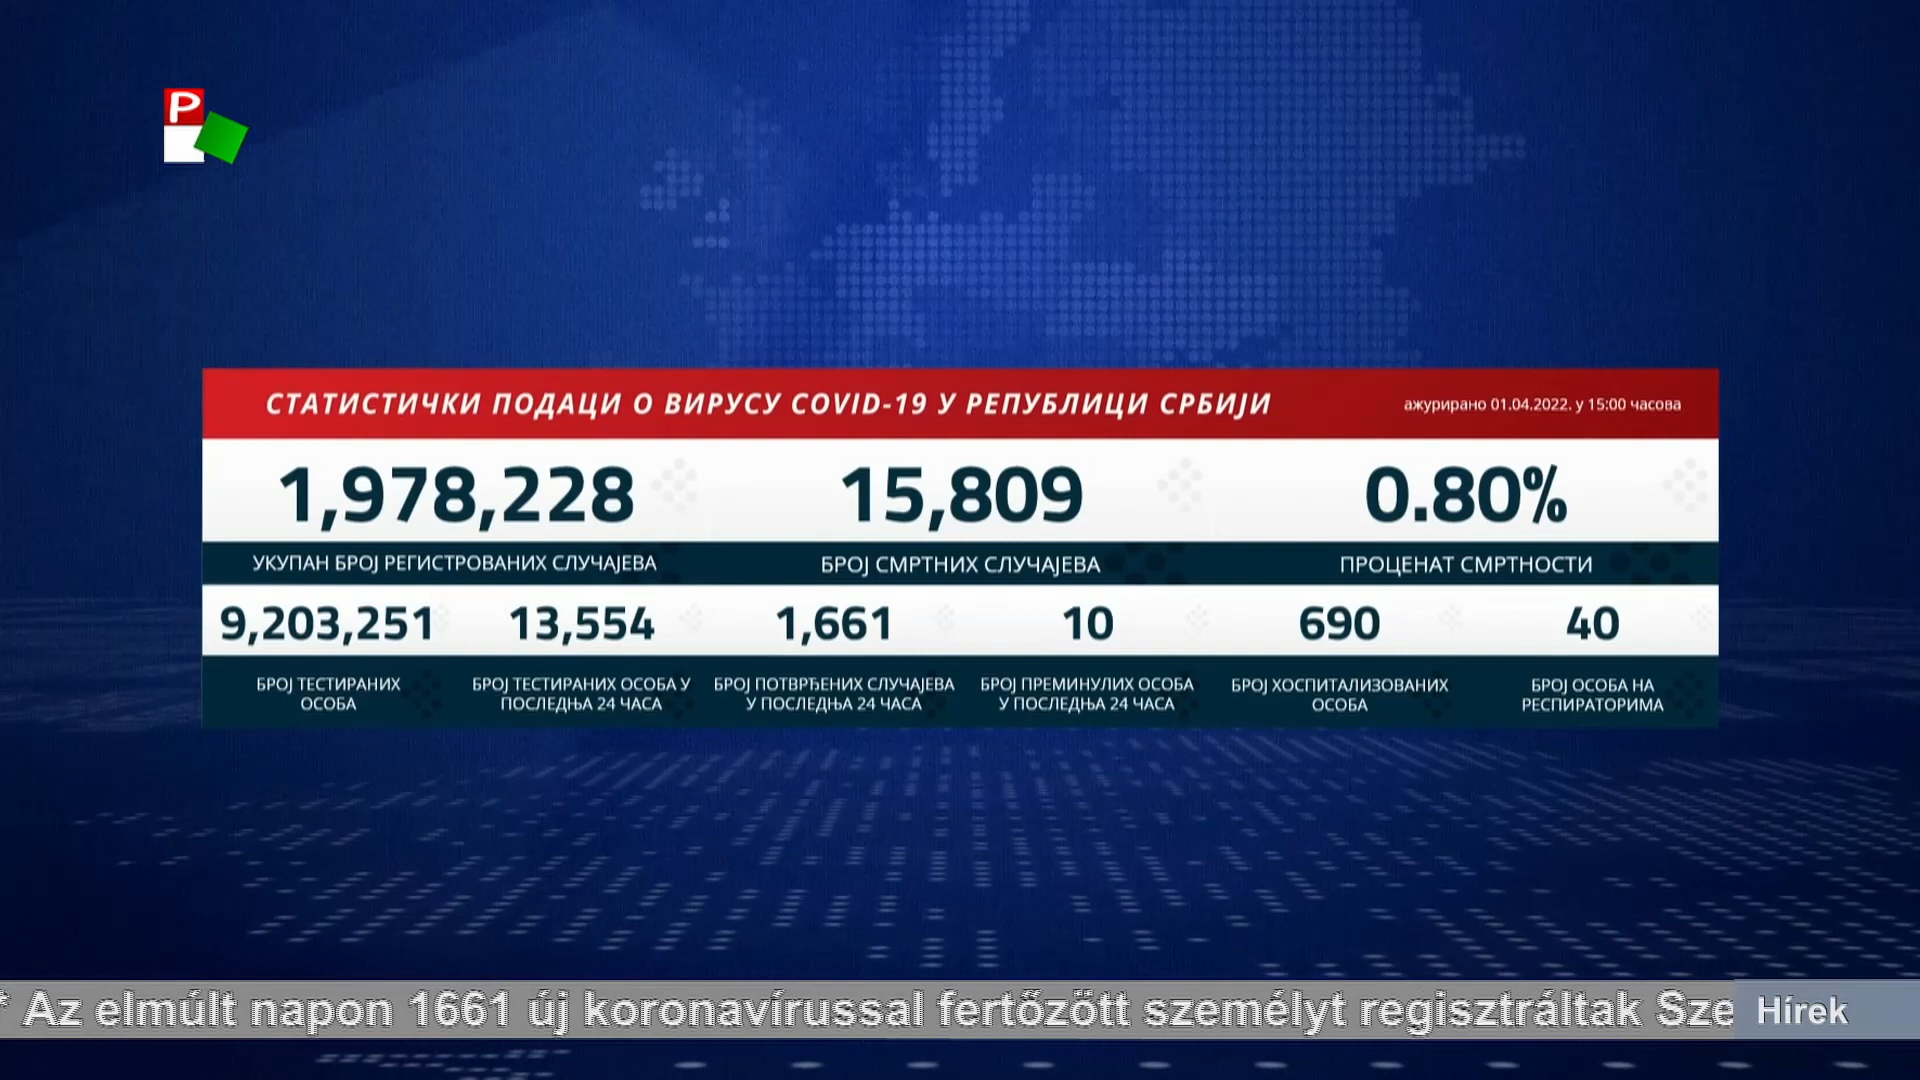 P
СТАТИСТИЧКИ ПОДАЦИ О ВИРУСУ COVID-19 У РЕПУБЛИЦИ СРБИЈИ
ажурирано 01.04.2022. у 15:00 часова
1,978,228
15,809
0.80%
УКУПАН БРОЈ РЕГИСТРОВАНИХ СЛУЧАЈЕВА
БРОЈ СМРТНИХ СЛУЧАЈЕВА
ПРОЦЕНАТ СМРТНОСТИ
9,203,251
13,554
1,661
10
690
40
БРОЈ ТЕСТИРАНИХ
ОСОБА
БРОЈ ТЕСТИРАНИХ ОСОБА У
ПОСЛЕДЊА 24 ЧАСА
БРОЈ ПОТВРЂЕНИХ СЛУЧАЈЕВА
У ПОСЛЕДЊА 24 ЧАСА
БРОЈ ПРЕМИНУЛИХ ОСОБА
У ПОСЛЕДЊА 24 ЧАСА
БРОЈ ХОСПИТАЛИЗОВАНИХ
ОСОБА
БРОЈ ОСОБА НА
РЕСПИРАТОРИМА
* Az elmúlt napon 1661 új koronavírussal fertőzött személyt regisztráltak Sze
Hírek